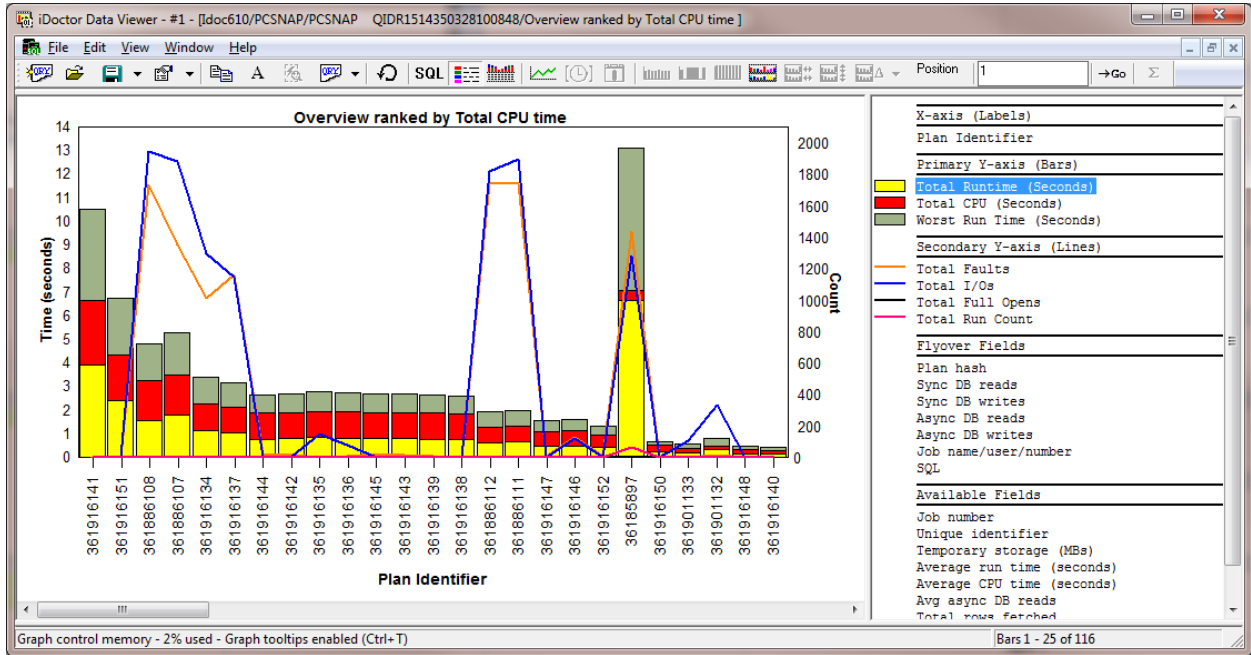 iDoctor Data Viewer - #1 - [Idoc610/PCSNAP/PCSNAP QIDR1514350328100848/Overview ranked by Total CPU time ]
File Edit View Window Help
QRY A QRY SQL Position 1 Go Σ
Overview ranked by Total CPU time
14
13
12
11
10
9
8
7
6
5
4
3
2
1
0
Time (seconds)
2000
1800
1600
1400
1200
1000
800
600
400
200
0
Count
361916141
361916151
361886108
361886107
361916134
361916137
361916144
361916142
361916135
361916136
361916145
361916143
361916139
361916138
361886112
361886111
361916147
361916146
361916152
36185897
361916150
361901133
361901132
361916148
361916140
Plan Identifier
X-axis (Labels)
Plan Identifier
Primary Y-axis (Bars)
Total Runtime (Seconds)
Total CPU (Seconds)
Worst Run Time (Seconds)
Secondary Y-axis (Lines)
Total Faults
Total I/Os
Total Full Opens
Total Run Count
Flyover Fields
Plan hash
Sync DB reads
Sync DB writes
Async DB reads
Async DB writes
Job name/user/number
SQL
Available Fields
Job number
Unique identifier
Temporary storage (MBs)
Average run time (seconds)
Average CPU time (seconds)
Avg async DB reads
Total rows fetched
Graph control memory - 2% used - Graph tooltips enabled (Ctrl+T)
Bars 1 - 25 of 116